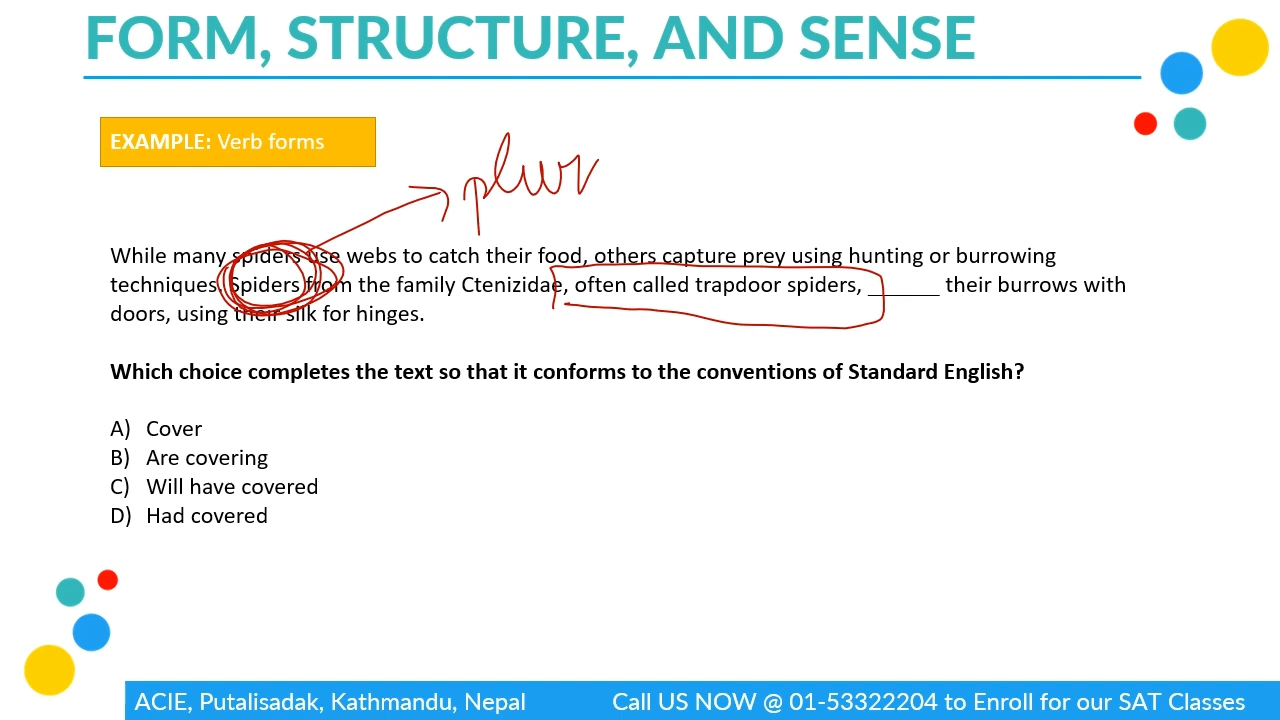 FORM, STRUCTURE, AND SENSE
EXAMPLE: Verb forms
plur
While many spiders use webs to catch their food, others capture prey using hunting or burrowing
techniques. Spiders from the family Ctenizidae, often called trapdoor spiders, _______ their burrows with
doors, using their silk for hinges.
Which choice completes the text so that it conforms to the conventions of Standard English?
A) Cover
B) Are covering
C) Will have covered
D) Had covered
ACIE, Putalisadak, Kathmandu, Nepal Call US NOW @ 01-53322204 to Enroll for our SAT Classes